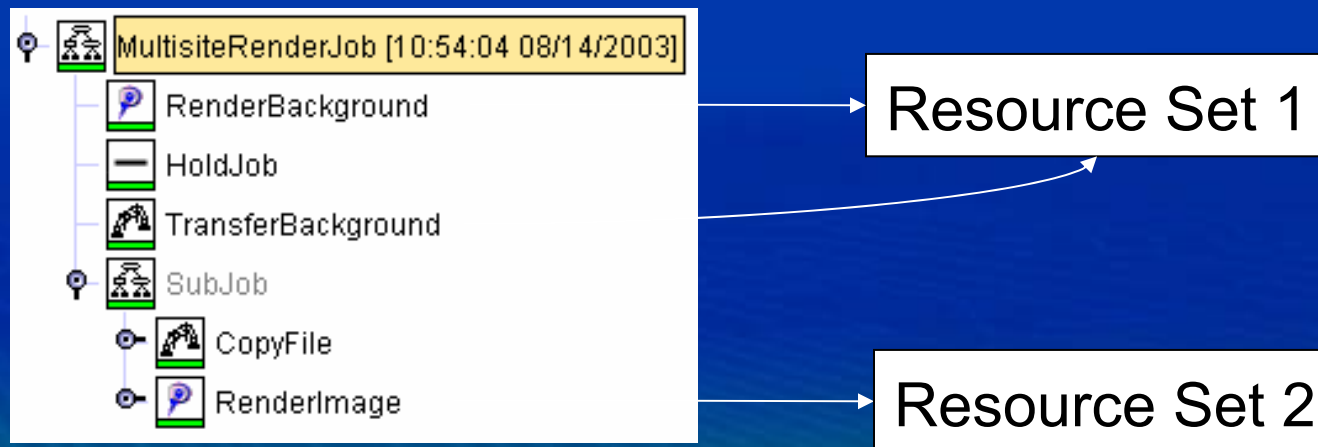 MultisiteRenderJob [10:54:04 08/14/2003]
RenderBackground
HoldJob
TransferBackground
SubJob
CopyFile
RenderImage
Resource Set 1
Resource Set 2